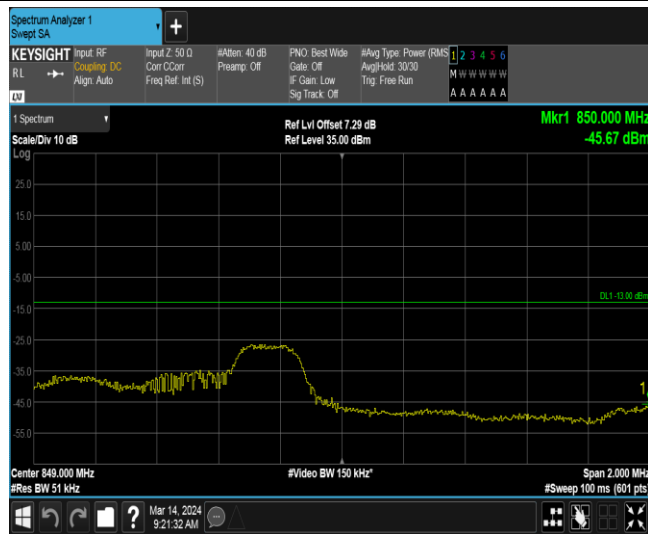 Spectrum Analyzer 1
Swept SA
+
KEYSIGHT Input: RF Input Z: 50 Ω #Atten: 40 dB PNO: Best Wide #Avg Type: Power (RMS 1 2 3 4 5 6
RL Coupling: DC Corr CCorr Preamp: Off Gate: Off Avg|Hold: 30/30 M W W W W W
Align: Auto Freq Ref: Int (S) IF Gain: Low Trig: Free Run
LXI Sig Track: Off A A A A A A
1 Spectrum Ref Lvl Offset 7.29 dB Mkr1 850.000 MHz
Scale/Div 10 dB Ref Level 35.00 dBm -45.67 dBm
Log
25.0
15.0
5.00
-5.00
DL1 -13.00 dBm
-15.0
-25.0
-35.0
1
-45.0
-55.0
Center 849.000 MHz #Video BW 150 kHz* Span 2.000 MHz
#Res BW 51 kHz #Sweep 100 ms (601 pts)
? Mar 14, 2024
9:21:32 AM